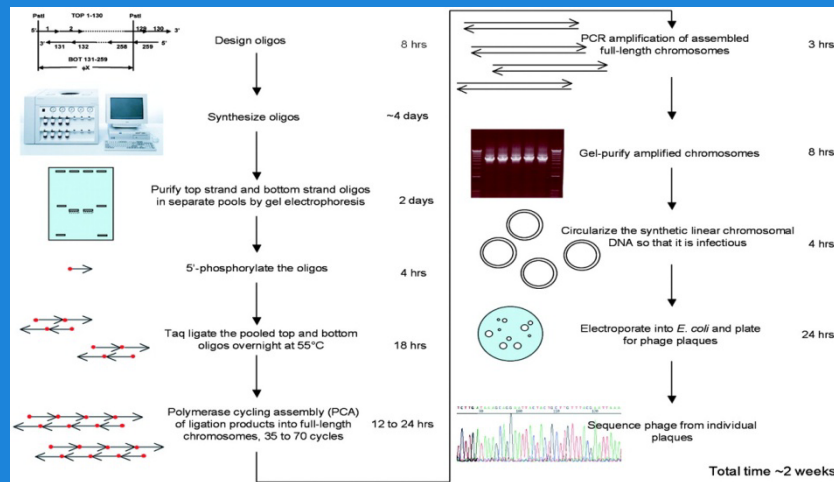 PstI PstI
TOP 1-130
5' 1 2 129 130 3'
3' 131 132 258 259 5'
BOT 131-259
φX
Design oligos
8 hrs
Synthesize oligos
~4 days
Purify top strand and bottom strand oligos
in separate pools by gel electrophoresis
2 days
5'-phosphorylate the oligos
4 hrs
Taq ligate the pooled top and bottom
oligos overnight at 55°C
18 hrs
Polymerase cycling assembly (PCA)
of ligation products into full-length
chromosomes, 35 to 70 cycles
12 to 24 hrs
PCR amplification of assembled
full-length chromosomes
3 hrs
Gel-purify amplified chromosomes
8 hrs
Circularize the synthetic linear chromosomal
DNA so that it is infectious
4 hrs
Electroporate into E. coli and plate
for phage plaques
24 hrs
Sequence phage from individual
plaques
Total time ~2 weeks